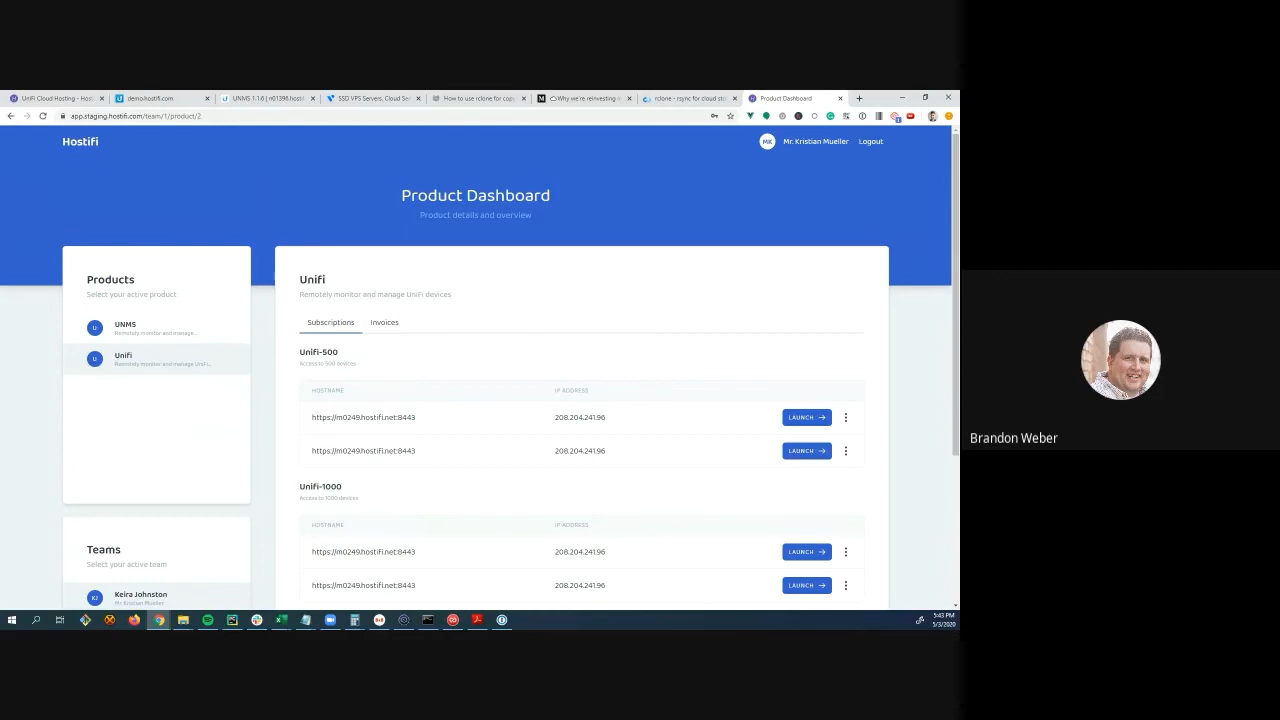 UniFi Cloud Hosting - Host
demo.hostifi.com
UNMS 1.1.6 | n01396.hosti
SSD VPS Servers, Cloud Se
How to use rclone for cop
Why we're reinvesting m
rclone - rsync for cloud sto
Product Dashboard
app.staging.hostifi.com/team/1/product/2
Hostifi
MK
Mr. Kristian Mueller
Logout
Product Dashboard
Product details and overview
Products
Select your active product
U
UNMS
Remotely monitor and manage...
U
Unifi
Remotely monitor and manage UniFi...
Teams
Select your active team
KJ
Keira Johnston
Mr. Kristian Mueller
Unifi
Remotely monitor and manage UniFi devices
Subscriptions
Invoices
Unifi-500
Access to 500 devices
HOSTNAME
IP ADDRESS
https://m0249.hostifi.net:8443
208.204.241.96
LAUNCH
https://m0249.hostifi.net:8443
208.204.241.96
LAUNCH
Unifi-1000
Access to 1000 devices
HOSTNAME
IP ADDRESS
https://m0249.hostifi.net:8443
208.204.241.96
LAUNCH
https://m0249.hostifi.net:8443
208.204.241.96
LAUNCH
5:43 PM
5/3/2020
Brandon Weber